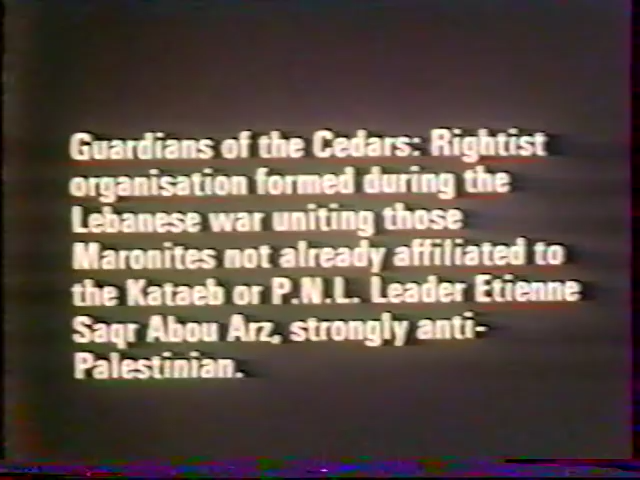 Guardians of the Cedars: Rightist
organisation formed during the
Lebanese war uniting those
Maronites not already affiliated to
the Kataeb or P.N.L. Leader Etienne
Saqr Abou Arz, strongly anti-
Palestinian.